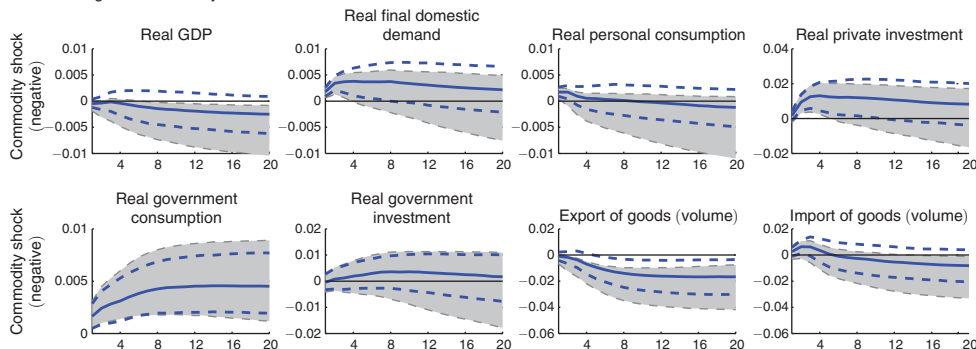 Real GDP
Real final domestic
demand
Real personal consumption
Real private investment
Commodity shock
(negative)
0.01
0.005
0
−0.005
−0.01
4 8 12 16 20
0.01
0.005
0
−0.005
−0.01
4 8 12 16 20
0.01
0.005
0
−0.005
−0.01
4 8 12 16 20
0.04
0.02
0
−0.02
4 8 12 16 20
Real government
consumption
Real government
investment
Export of goods (volume)
Import of goods (volume)
Commodity shock
(negative)
0.01
0.005
0
4 8 12 16 20
0.02
0.01
0
−0.01
−0.02
4 8 12 16 20
0.02
0
−0.02
−0.04
−0.06
4 8 12 16 20
0.02
0
−0.02
−0.04
−0.06
4 8 12 16 20